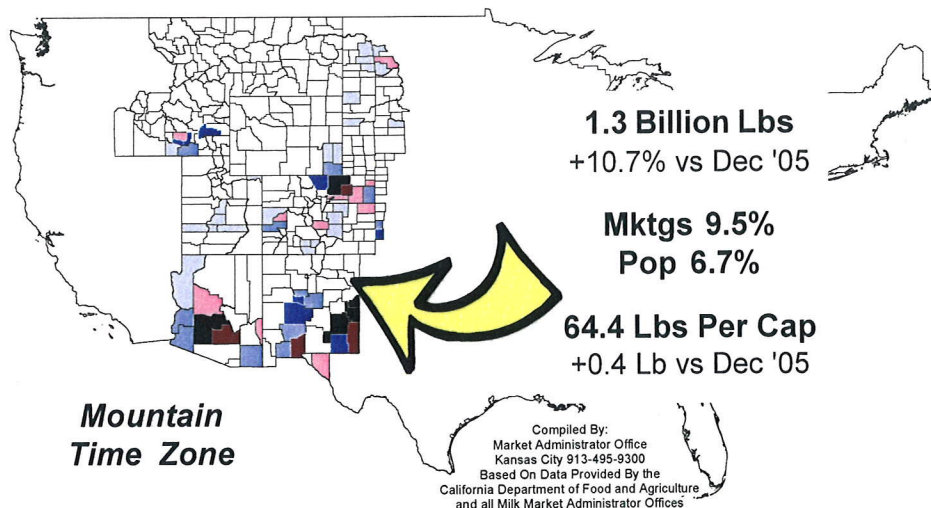 1.3 Billion Lbs
+10.7% vs Dec '05
Mktgs 9.5%
Pop 6.7%
64.4 Lbs Per Cap
+0.4 Lb vs Dec '05
Mountain
Time Zone
Compiled By:
Market Administrator Office
Kansas City 913-495-9300
Based On Data Provided By the
California Department of Food and Agriculture
and all Milk Market Administrator Offices